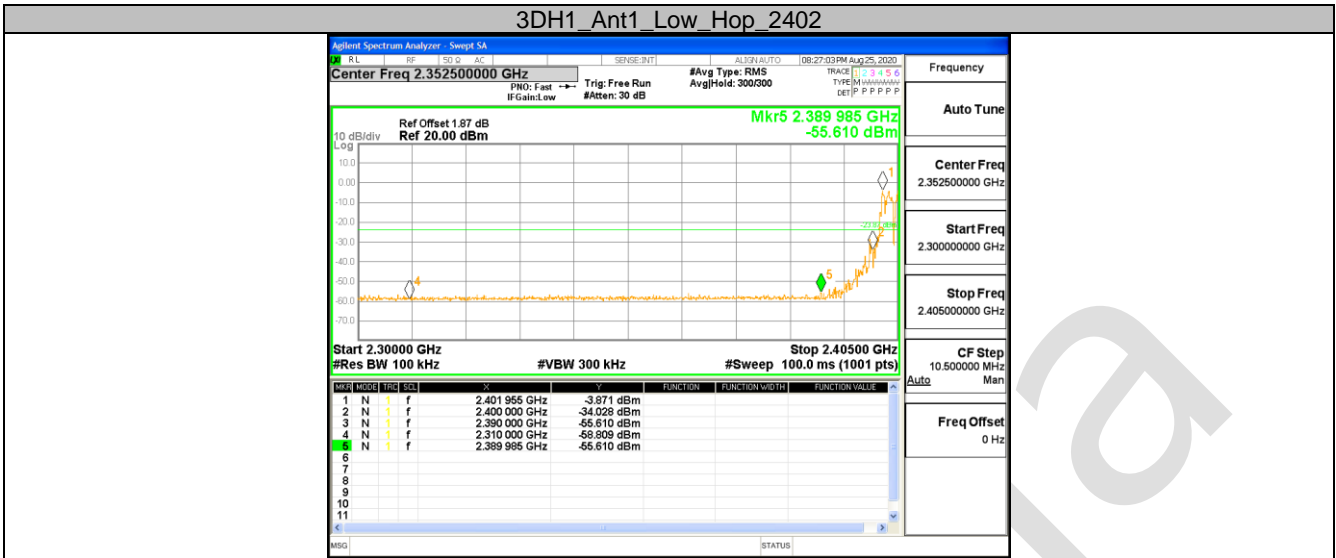 3DH1_Ant1_Low_Hop_2402
Agilent Spectrum Analyzer - Swept SA
RL RF 50 Ω AC SENSE:INT ALIGN AUTO 08:27:03 PM Aug 25, 2020
Center Freq 2.352500000 GHz
PNO: Fast
IFGain:Low
Trig: Free Run
#Atten: 30 dB
#Avg Type: RMS
Avg|Hold: 300/300
TRACE 1 2 3 4 5 6
TYPE M WWWWW
DET P P P P P P
Frequency
Mkr5 2.389 985 GHz
-55.610 dBm
Ref Offset 1.87 dB
Ref 20.00 dBm
10 dB/div
Log
10.0
0.00
-10.0
-20.0
-30.0
-40.0
-50.0
-60.0
-70.0
1
2
4
5
Start 2.30000 GHz
Stop 2.40500 GHz
#Res BW 100 kHz
#VBW 300 kHz
#Sweep 100.0 ms (1001 pts)
MKR MODE TRC SCL X Y FUNCTION FUNCTION WIDTH FUNCTION VALUE
1 N 1 f 2.401 955 GHz -3.871 dBm
2 N 1 f 2.400 000 GHz -34.028 dBm
3 N 1 f 2.390 000 GHz -55.610 dBm
4 N 1 f 2.310 000 GHz -58.809 dBm
5 N 1 f 2.389 985 GHz -55.610 dBm
6
7
8
9
10
11
MSG
STATUS
Auto Tune
Center Freq
2.352500000 GHz
Start Freq
2.300000000 GHz
Stop Freq
2.405000000 GHz
CF Step
10.500000 MHz
Auto Man
Freq Offset
0 Hz